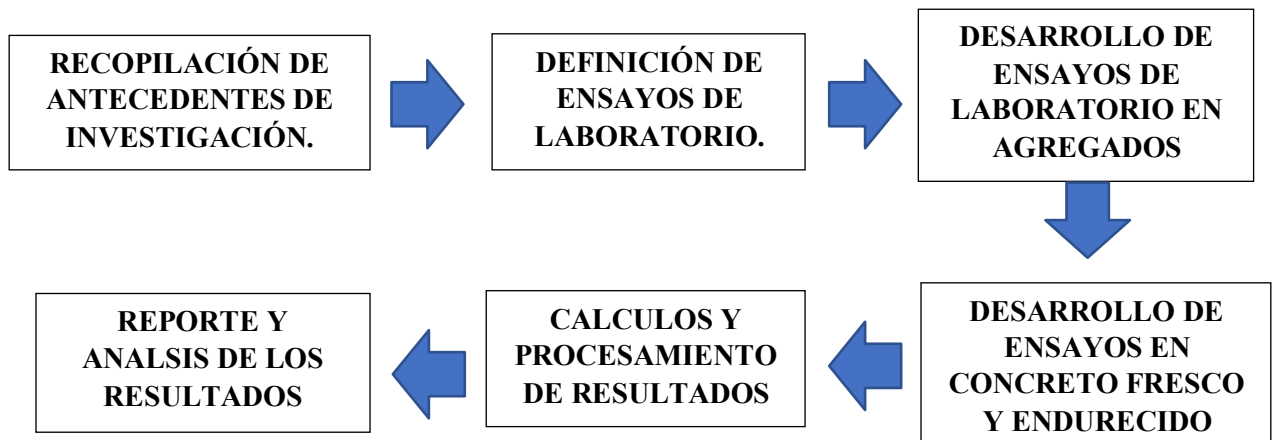 RECOPILACIÓN DE
ANTECEDENTES DE
INVESTIGACIÓN.
DEFINICIÓN DE
ENSAYOS DE
LABORATORIO.
DESARROLLO DE
ENSAYOS DE
LABORATORIO EN
AGREGADOS
DESARROLLO DE
ENSAYOS EN
CONCRETO FRESCO
Y ENDURECIDO
CALCULOS Y
PROCESAMIENTO
DE RESULTADOS
REPORTE Y
ANALSIS DE LOS
RESULTADOS